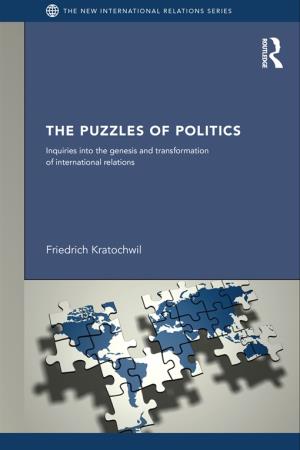 THE NEW INTERNATIONAL RELATIONS SERIES
ROUTLEDGE
THE PUZZLES OF POLITICS
Inquiries into the genesis and transformation
of international relations
Friedrich Kratochwil